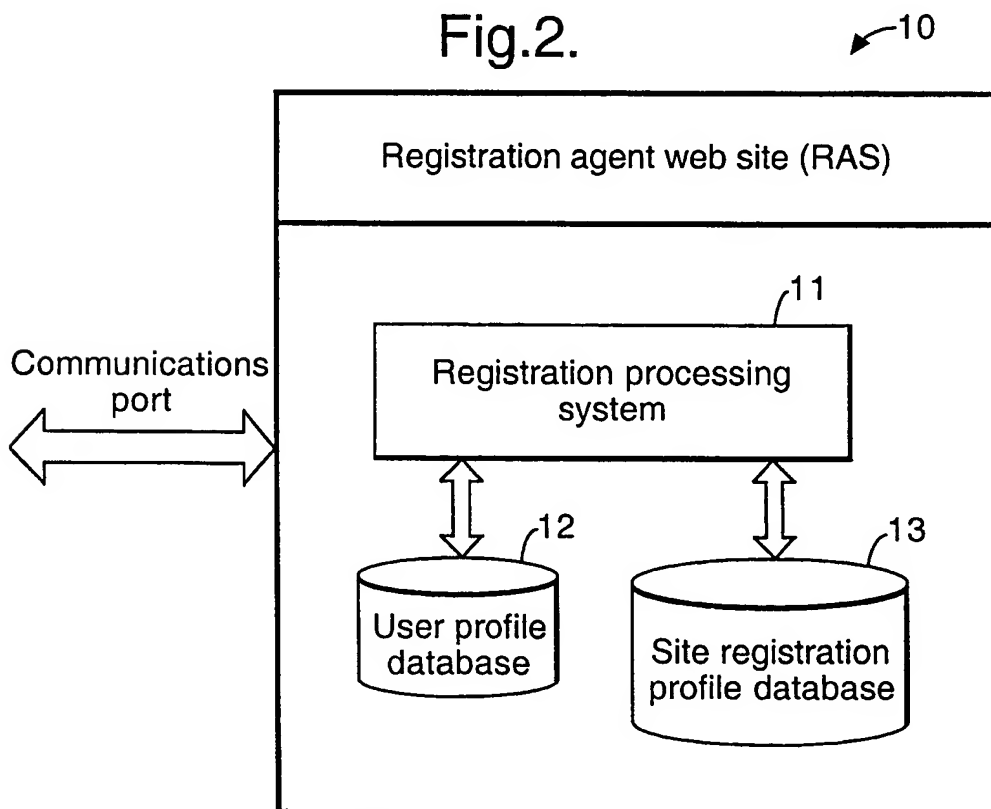 Fig.2.
10
Registration agent web site (RAS)
11
Registration processing
system
Communications
port
12
User profile
database
13
Site registration
profile database